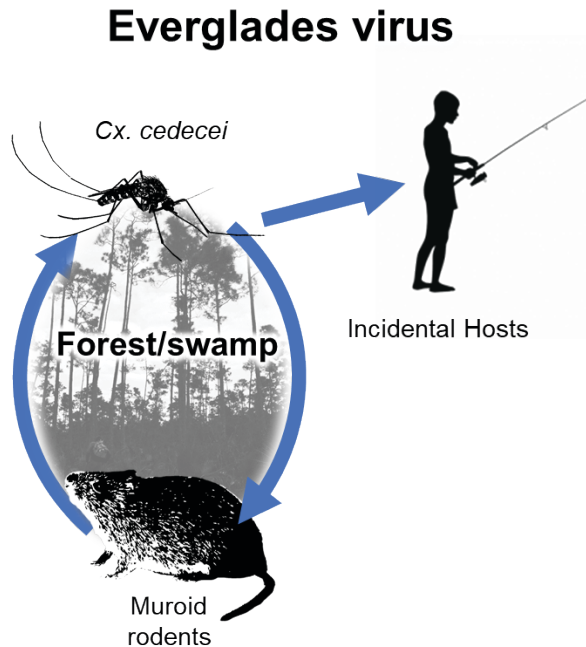 Everglades virus
Cx. cedecei
Forest/swamp
Incidental Hosts
Muroid
rodents